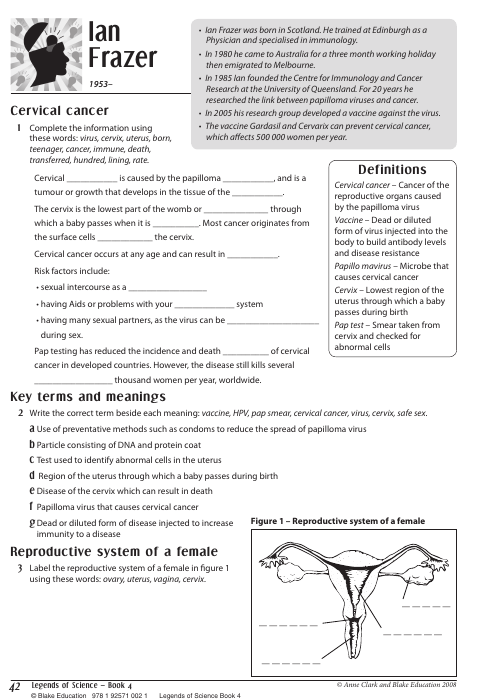 Ian
Frazer
1953–
• Ian Frazer was born in Scotland. He trained at Edinburgh as a
Physician and specialised in immunology.
• In 1980 he came to Australia for a three month working holiday
then emigrated to Melbourne.
• In 1985 Ian founded the Centre for Immunology and Cancer
Research at the University of Queensland. For 20 years he
researched the link between papilloma viruses and cancer.
• In 2005 his research group developed a vaccine against the virus.
• The vaccine Gardasil and Cervarix can prevent cervical cancer,
which affects 500 000 women per year.
Cervical cancer
1 Complete the information using
these words: virus, cervix, uterus, born,
teenager, cancer, immune, death,
transferred, hundred, lining, rate.
Cervical ___________ is caused by the papilloma ___________, and is a
tumour or growth that develops in the tissue of the ___________.
The cervix is the lowest part of the womb or ______________ through
which a baby passes when it is __________. Most cancer originates from
the surface cells ____________ the cervix.
Cervical cancer occurs at any age and can result in ___________.
Risk factors include:
• sexual intercourse as a _________________
• having Aids or problems with your _____________ system
• having many sexual partners, as the virus can be ____________________
during sex.
Pap testing has reduced the incidence and death __________ of cervical
cancer in developed countries. However, the disease still kills several
_________________ thousand women per year, worldwide.
Definitions
Cervical cancer – Cancer of the
reproductive organs caused
by the papilloma virus
Vaccine – Dead or diluted
form of virus injected into the
body to build antibody levels
and disease resistance
Papillo mavirus – Microbe that
causes cervical cancer
Cervix – Lowest region of the
uterus through which a baby
passes during birth
Pap test – Smear taken from
cervix and checked for
abnormal cells
Key terms and meanings
2 Write the correct term beside each meaning: vaccine, HPV, pap smear, cervical cancer, virus, cervix, safe sex.
a Use of preventative methods such as condoms to reduce the spread of papilloma virus
b Particle consisting of DNA and protein coat
c Test used to identify abnormal cells in the uterus
d Region of the uterus through which a baby passes during birth
e Disease of the cervix which can result in death
f Papilloma virus that causes cervical cancer
g Dead or diluted form of disease injected to increase
immunity to a disease
Reproductive system of a female
3 Label the reproductive system of a female in figure 1
using these words: ovary, uterus, vagina, cervix.
Figure 1 – Reproductive system of a female
42 Legends of Science – Book 4
© Anne Clark and Blake Education 2008
© Blake Education 978 1 92571 002 1 Legends of Science Book 4